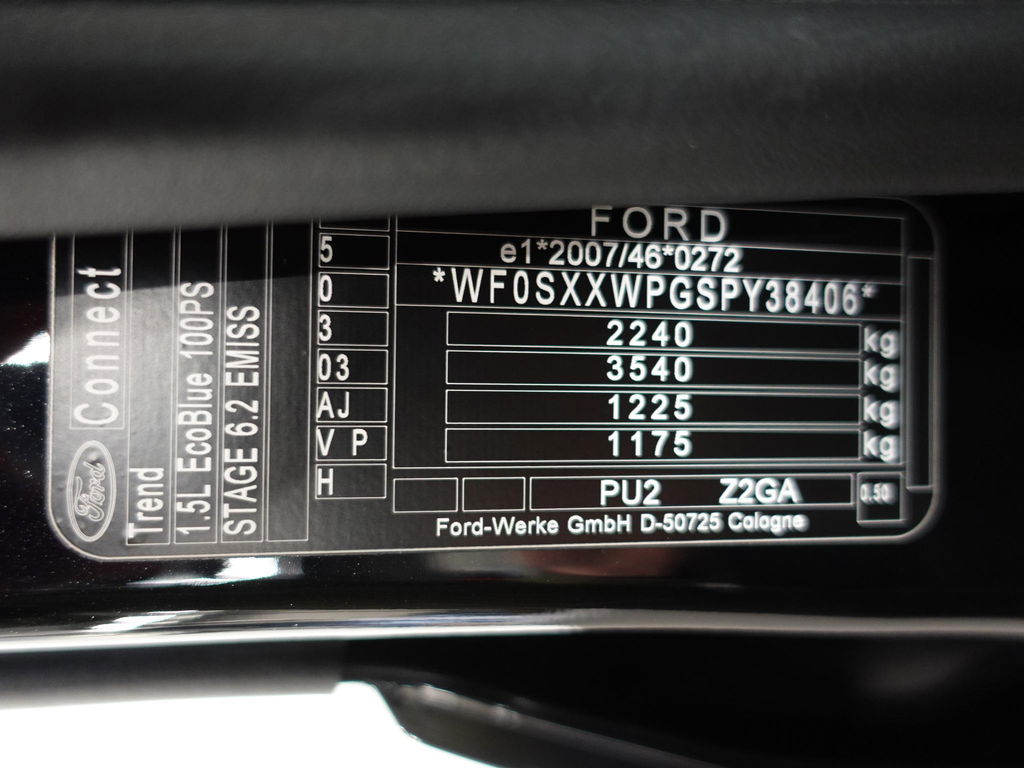 FORD
e1*2007/46*0272
*WF0SXXWPGSPY38406*
2240 kg
3540 kg
1225 kg
1175 kg
PU2 Z2GA 0.50
Ford-Werke GmbH D-50725 Cologne
5
0
3
03
AJ
V P
H
Ford Connect
Trend
1.5L EcoBlue 100PS
STAGE 6.2 EMISS